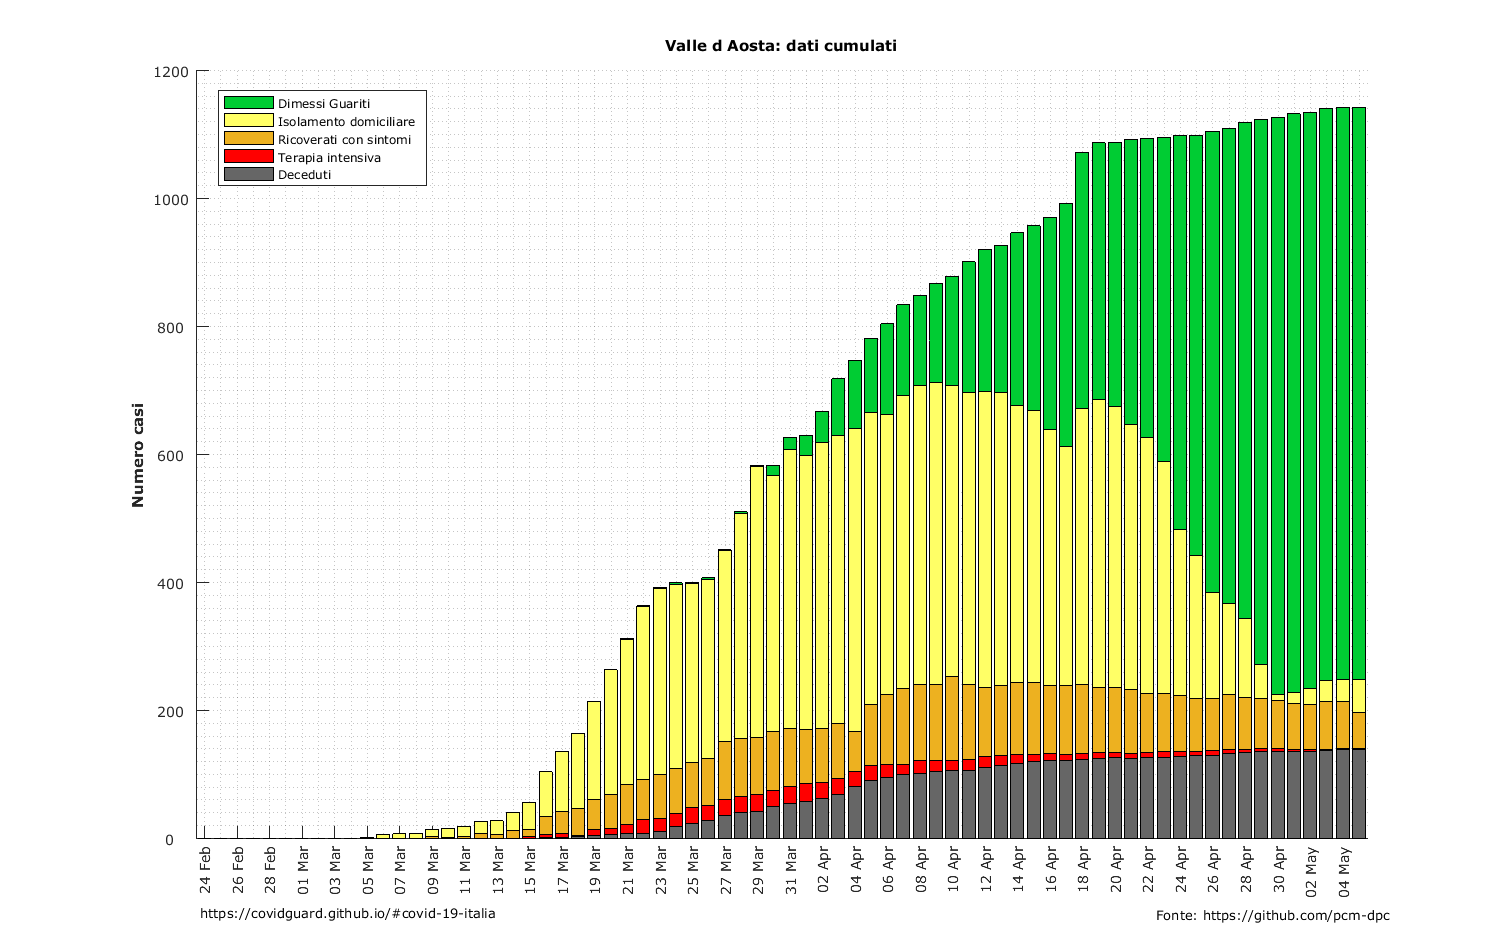 Valle d Aosta: dati cumulati
1200
1000
800
600
400
200
0
Numero casi
Dimessi Guariti
Isolamento domiciliare
Ricoverati con sintomi
Terapia intensiva
Deceduti
24 Feb
26 Feb
28 Feb
01 Mar
03 Mar
05 Mar
07 Mar
09 Mar
11 Mar
13 Mar
15 Mar
17 Mar
19 Mar
21 Mar
23 Mar
25 Mar
27 Mar
29 Mar
31 Mar
02 Apr
04 Apr
06 Apr
08 Apr
10 Apr
12 Apr
14 Apr
16 Apr
18 Apr
20 Apr
22 Apr
24 Apr
26 Apr
28 Apr
30 Apr
02 May
04 May
https://covidguard.github.io/#covid-19-italia
Fonte: https://github.com/pcm-dpc